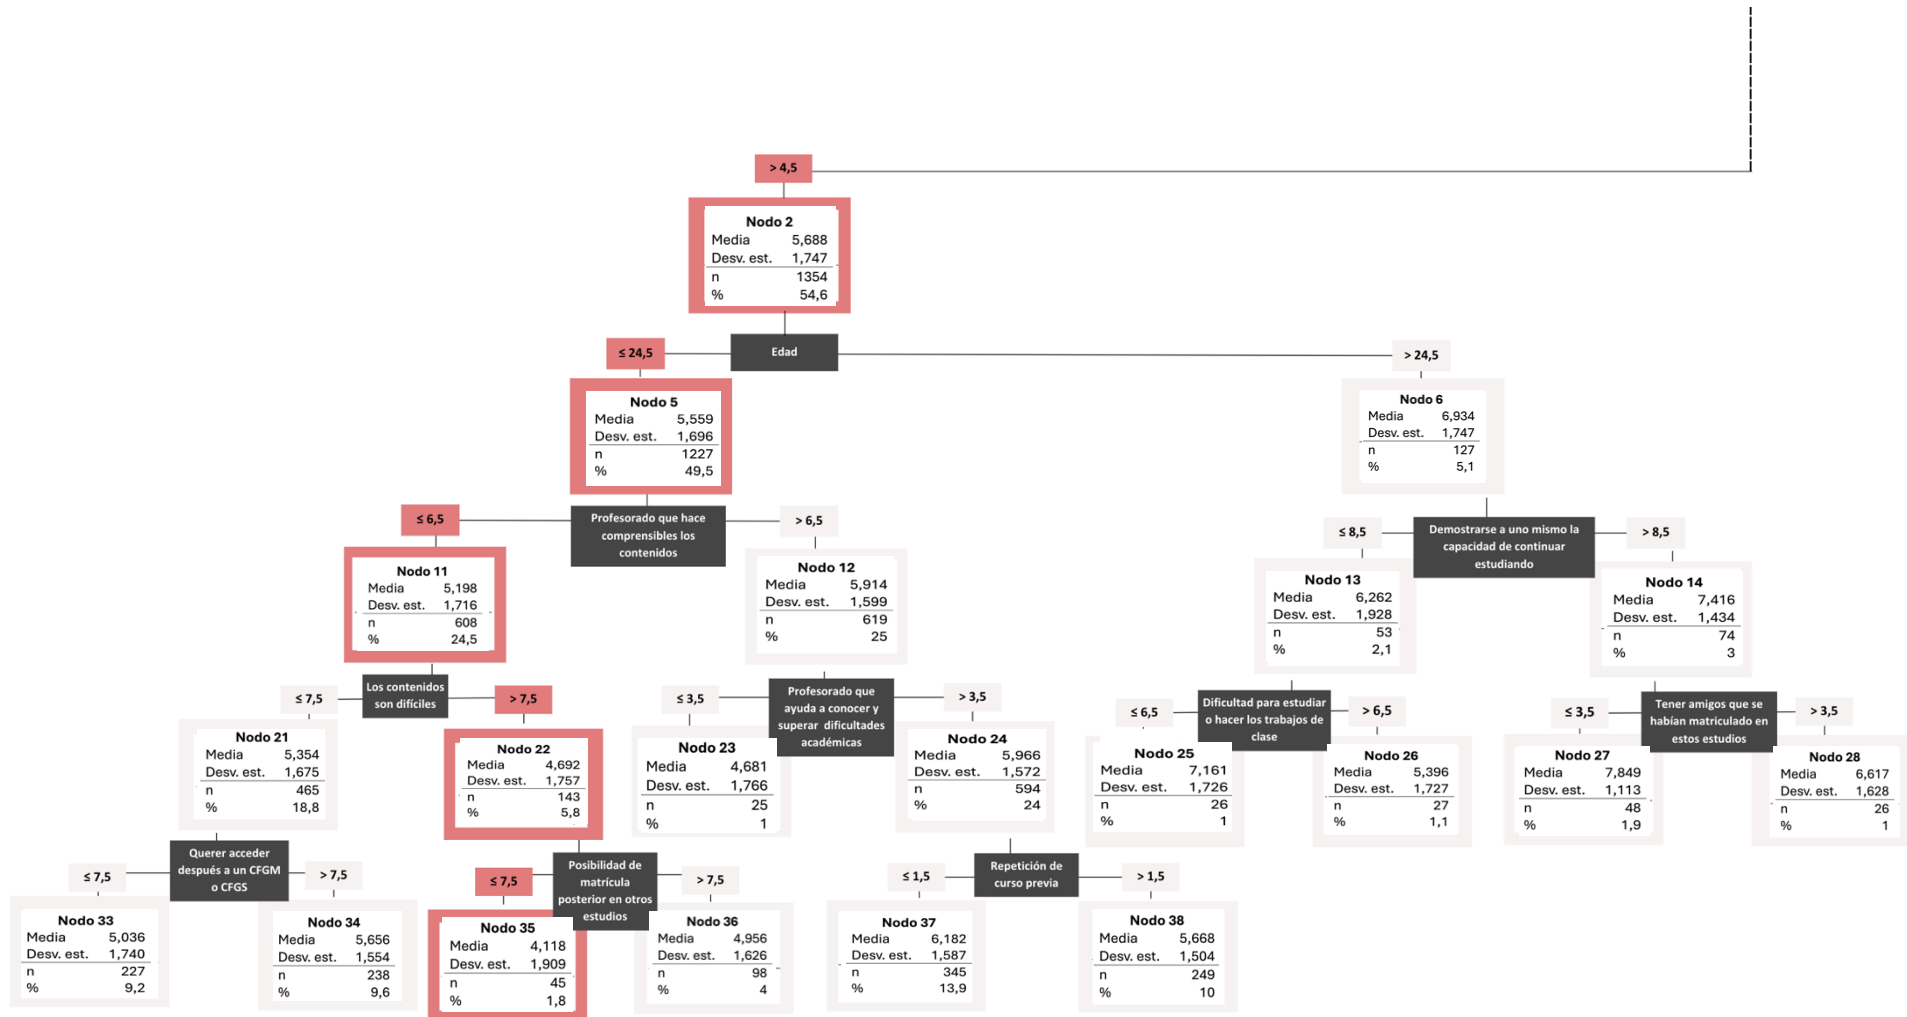 > 4,5
Nodo 2
Media 5,688
Desv. est. 1,747
n 1354
% 54,6
≤ 24,5
Edad
> 24,5
Nodo 5
Media 5,559
Desv. est. 1,696
n 1227
% 49,5
Nodo 6
Media 6,934
Desv. est. 1,747
n 127
% 5,1
≤ 6,5
Profesorado que hace
comprensibles los
contenidos
> 6,5
≤ 8,5
Demostrarse a uno mismo la
capacidad de continuar
estudiando
> 8,5
Nodo 11
Media 5,198
Desv. est. 1,716
n 608
% 24,5
Nodo 12
Media 5,914
Desv. est. 1,599
n 619
% 25
Nodo 13
Media 6,262
Desv. est. 1,928
n 53
% 2,1
Nodo 14
Media 7,416
Desv. est. 1,434
n 74
% 3
≤ 7,5
Los contenidos
son difíciles
> 7,5
≤ 3,5
Profesorado que
ayuda a conocer y
superar dificultades
académicas
> 3,5
≤ 6,5
Dificultad para estudiar
o hacer los trabajos de
clase
> 6,5
≤ 3,5
Tener amigos que se
habían matriculado en
estos estudios
> 3,5
Nodo 21
Media 5,354
Desv. est. 1,675
n 465
% 18,8
Nodo 22
Media 4,692
Desv. est. 1,757
n 143
% 5,8
Nodo 23
Media 4,681
Desv. est. 1,766
n 25
% 1
Nodo 24
Media 5,966
Desv. est. 1,572
n 594
% 24
Nodo 25
Media 7,161
Desv. est. 1,726
n 26
% 1
Nodo 26
Media 5,396
Desv. est. 1,727
n 27
% 1,1
Nodo 27
Media 7,849
Desv. est. 1,113
n 48
% 1,9
Nodo 28
Media 6,617
Desv. est. 1,628
n 26
% 1
≤ 7,5
Querer acceder
después a un CFGM
o CFGS
> 7,5
≤ 7,5
Posibilidad de
matrícula
posterior en otros
estudios
> 7,5
≤ 1,5
Repetición de
curso previa
> 1,5
Nodo 33
Media 5,036
Desv. est. 1,740
n 227
% 9,2
Nodo 34
Media 5,656
Desv. est. 1,554
n 238
% 9,6
Nodo 35
Media 4,118
Desv. est. 1,909
n 45
% 1,8
Nodo 36
Media 4,956
Desv. est. 1,626
n 98
% 4
Nodo 37
Media 6,182
Desv. est. 1,587
n 345
% 13,9
Nodo 38
Media 5,668
Desv. est. 1,504
n 249
% 10